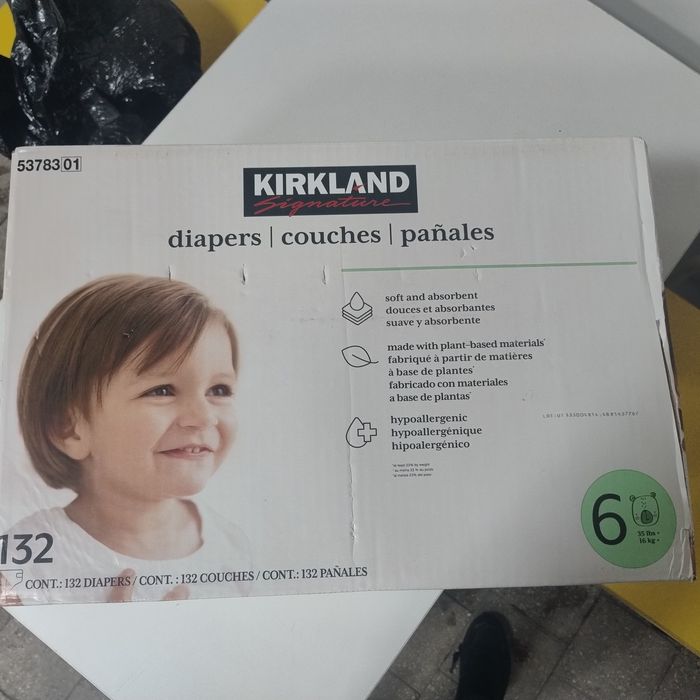 53783 01
KIRKLAND
Signature
diapers | couches | pañales
soft and absorbent
douces et absorbantes
suave y absorbente
made with plant-based materials*
fabriqué à partir de matières
à base de plantes*
fabricado con materiales
a base de plantas*
hypoallergenic
hypoallergénique
hipoalergénico
6
35 lbs +
16 kg +
132
CONT.: 132 DIAPERS / CONT. : 132 COUCHES / CONT.: 132 PAÑALES